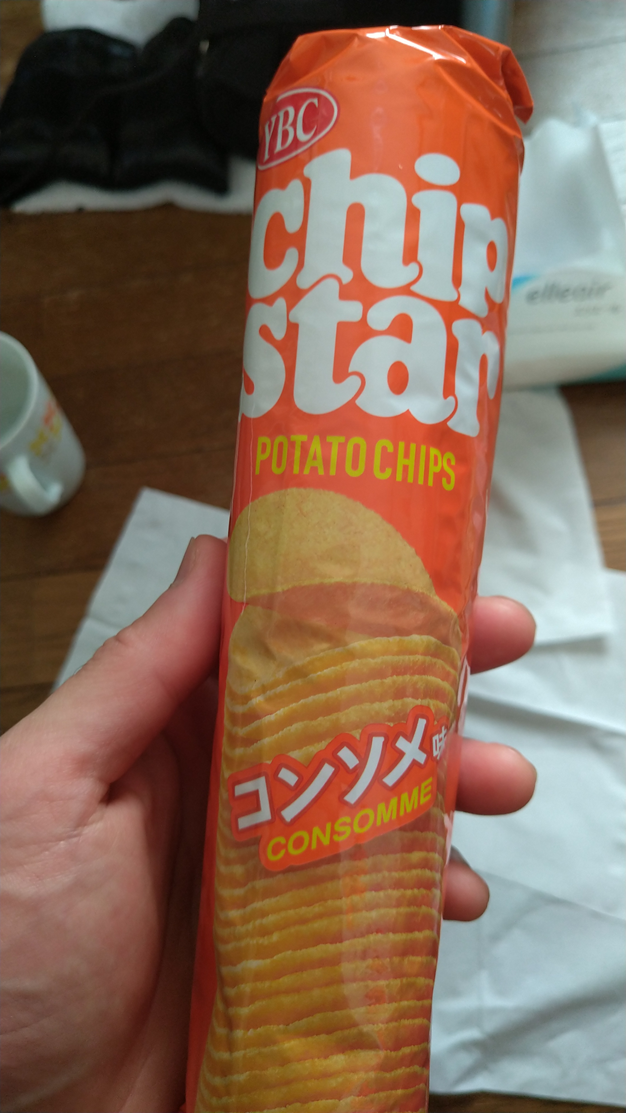 YBC
chip
star
POTATO CHIPS
コンソメ味
CONSOMME
elleair